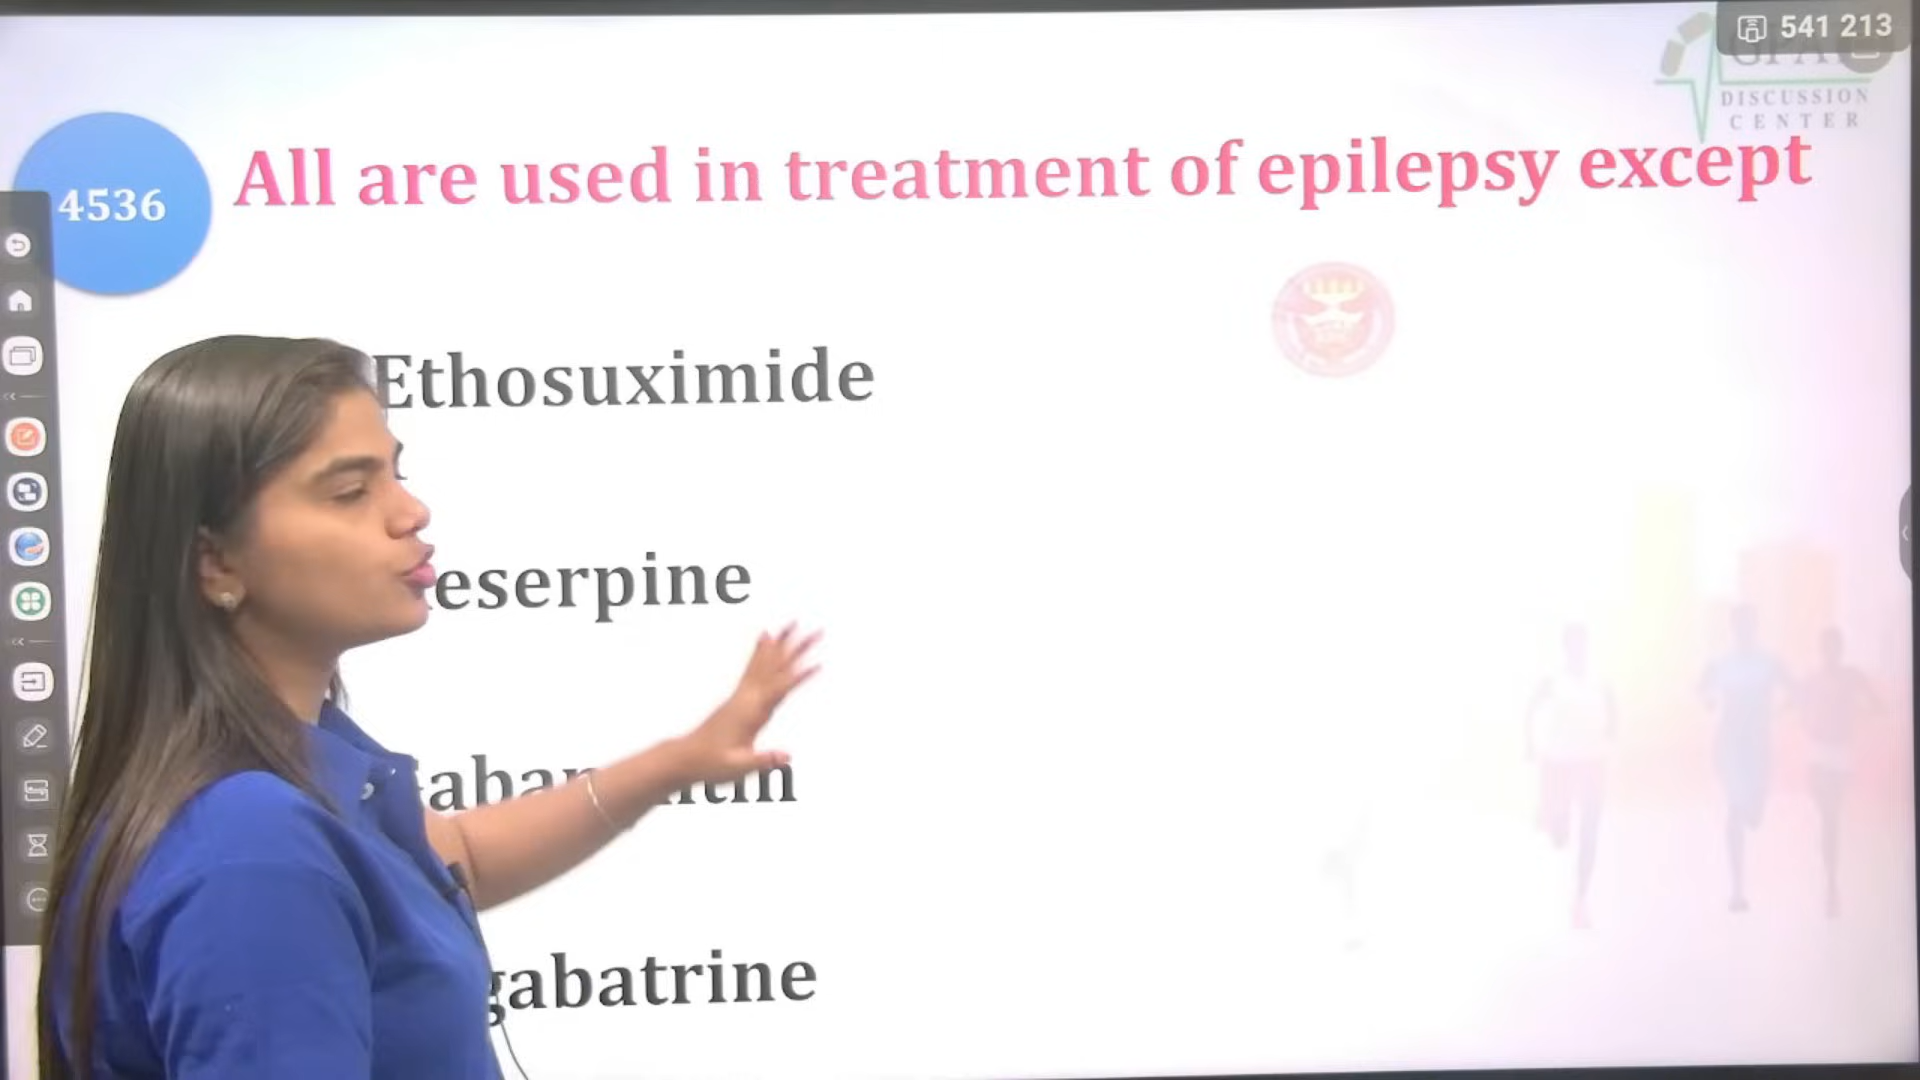 541 213
DISCUSSION
CENTER
4536
All are used in treatment of epilepsy except
Ethosuximide
eserpine
gabatrine